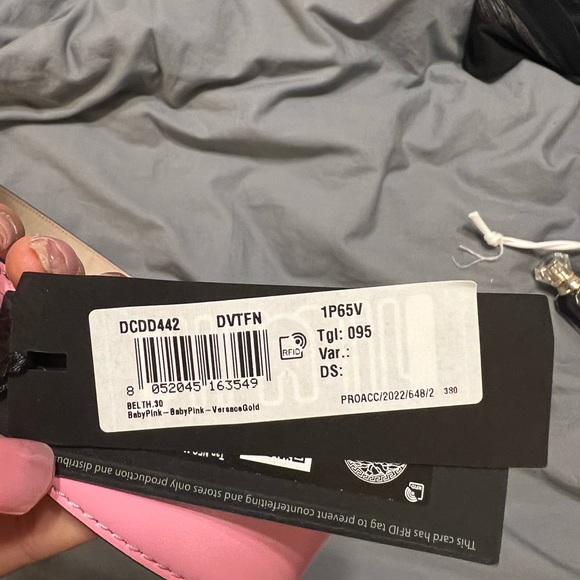 DCDD442 DVTFN 1P65V
RFID
Tgl: 095
Var.:
DS:
8 052045 163549
BELTH.30
BabyPink-BabyPink-VersaceGold
PROACC/2022/648/2 380
This card has RFID tag to prevent counterfeiting and stores only production and distribu